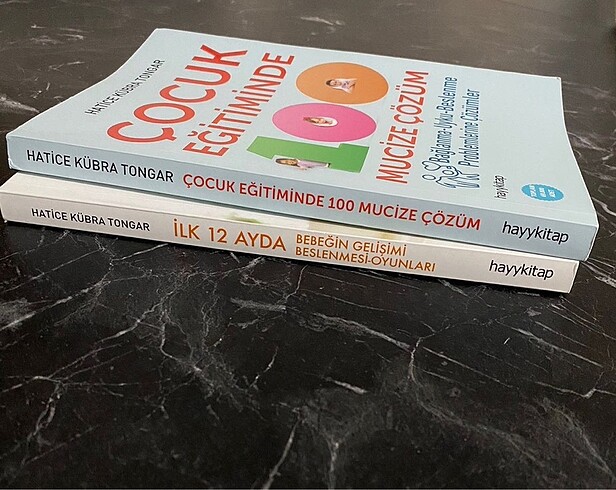 HATİCE KÜBRA TONGAR
ÇOCUK
EĞİTİMİNDE
100
MUCİZE ÇÖZÜM
Bağlanma-Uyku-Beslenme
Problemlerine Çözümler
hayykitap
HATİCE KÜBRA TONGAR ÇOCUK EĞİTİMİNDE 100 MUCİZE ÇÖZÜM hayykitap
HATİCE KÜBRA TONGAR İLK 12 AYDA BEBEĞİN GELİŞİMİ
BESLENMESİ-OYUNLARI hayykitap